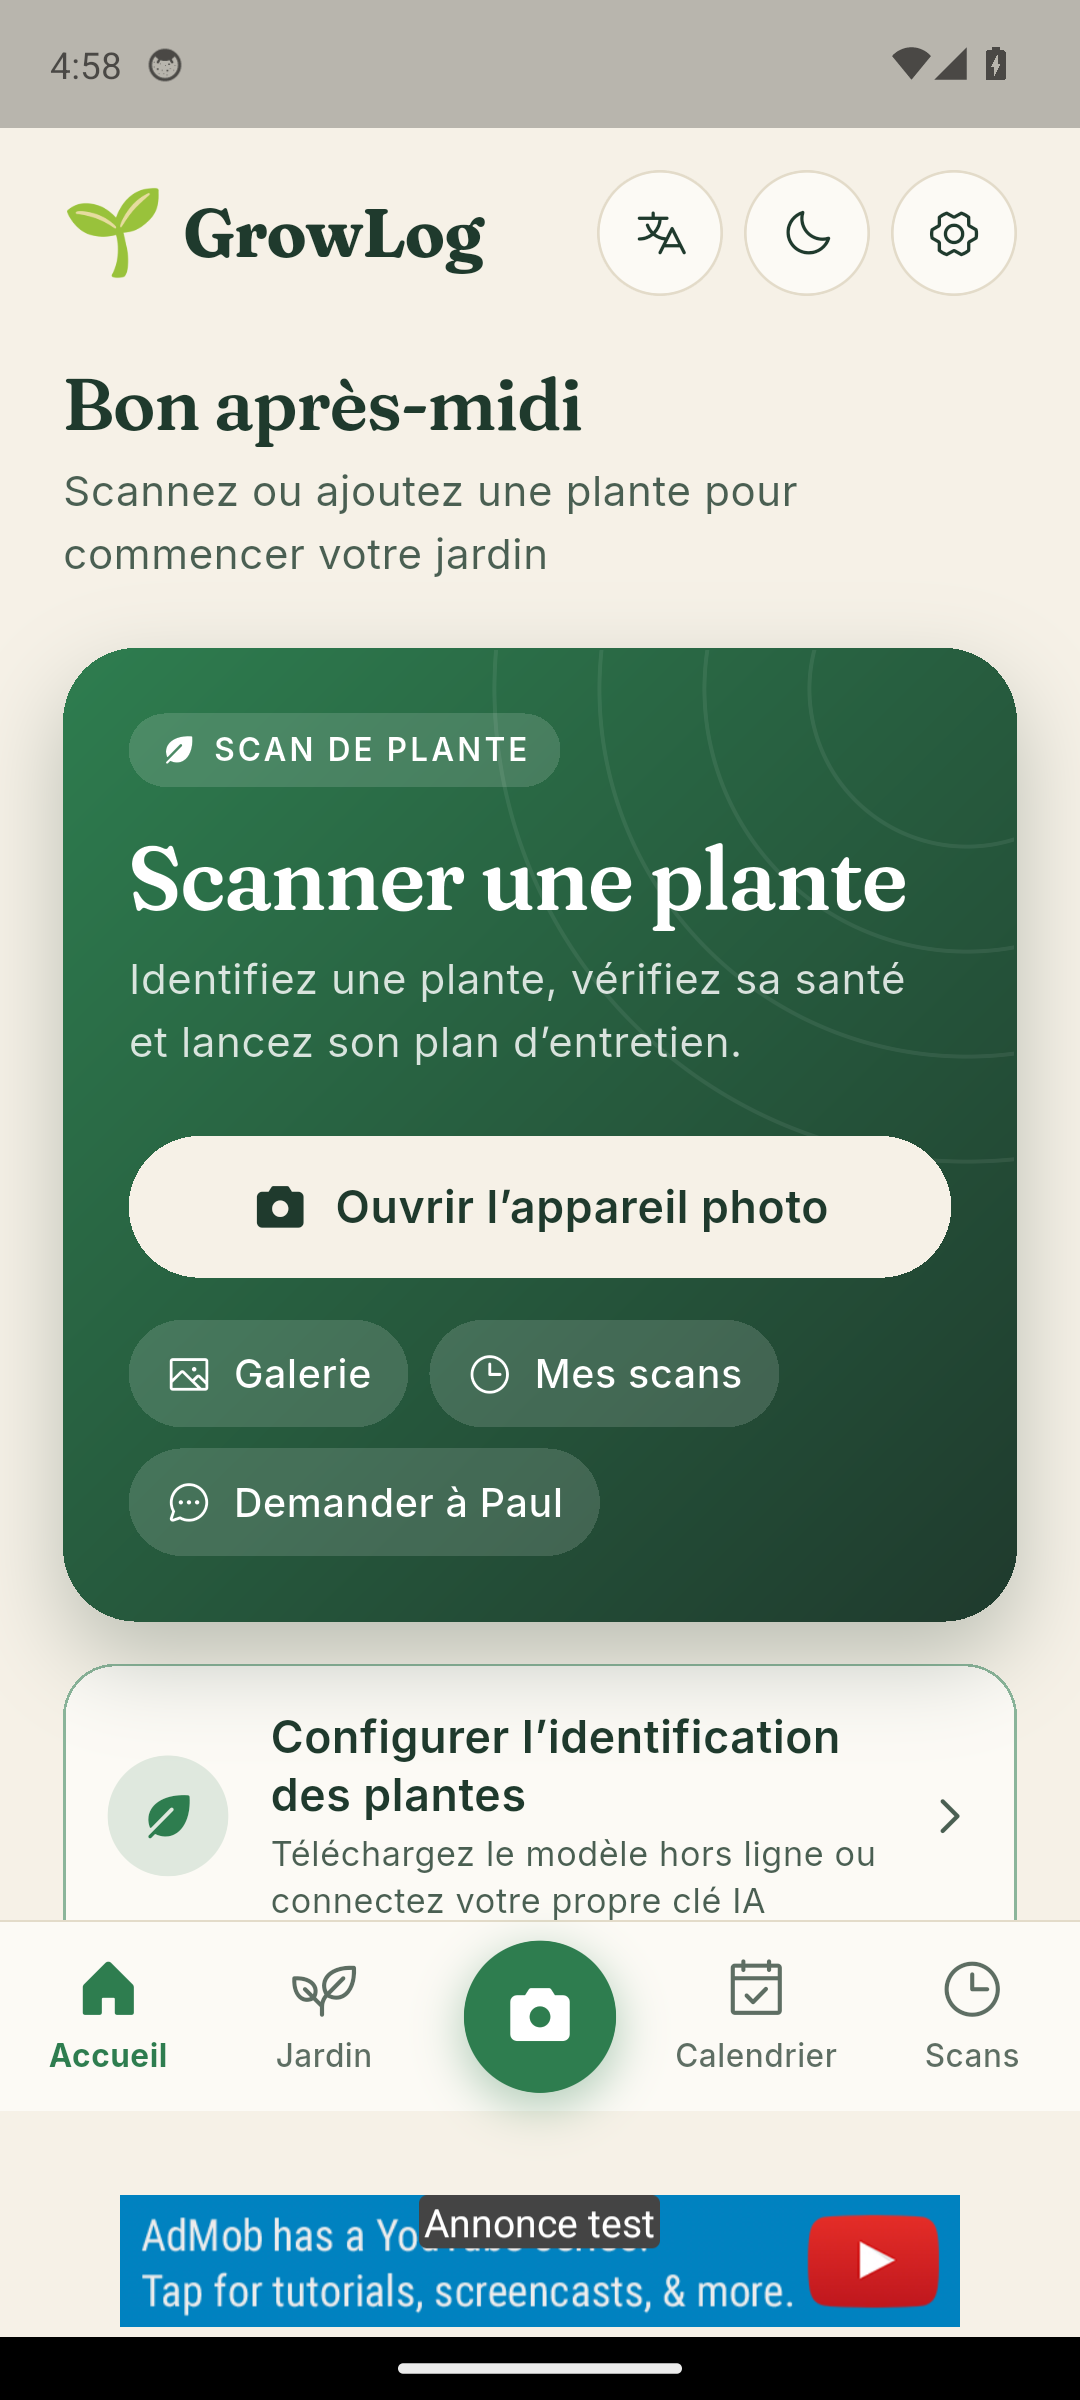 4:58
GrowLog
Bon après-midi
Scannez ou ajoutez une plante pour
commencer votre jardin
SCAN DE PLANTE
Scanner une plante
Identifiez une plante, vérifiez sa santé
et lancez son plan d’entretien.
Ouvrir l’appareil photo
Galerie
Mes scans
Demander à Paul
Configurer l’identification
des plantes
Téléchargez le modèle hors ligne ou
connectez votre propre clé IA
Accueil
Jardin
Calendrier
Scans
Annonce test
AdMob has a
Tap for tutorials, screencasts, & more.